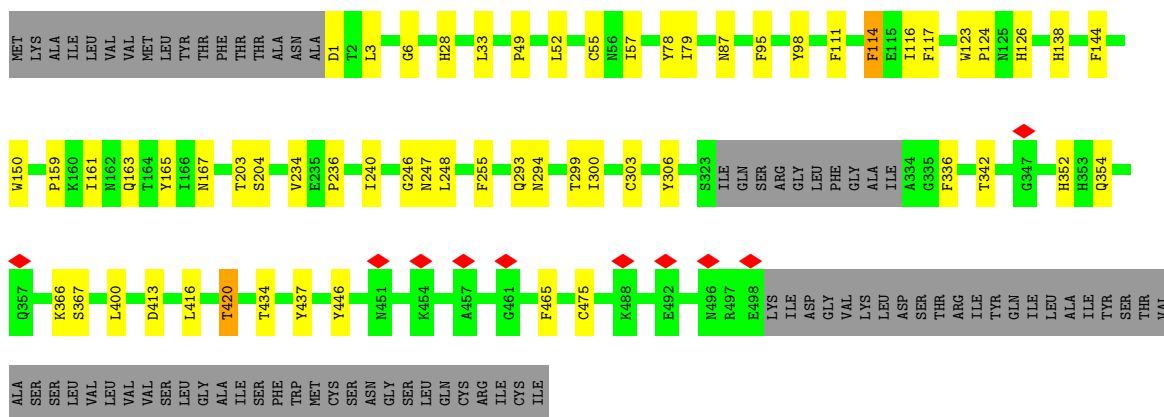 MET LYS ALA ILE LEU VAL VAL MET LEU TYR THR PHE THR THR ALA ASN ALA D1 T2 L3 G6 H28 L33 P49 L52 C55 N56 I57 Y78 I79 N87 F95 Y98 F111 F114 E115 I116 F117 W123 P124 N125 H126 H138 F144
W150 P159 K160 I161 N162 Q163 T164 Y165 I166 N167 T203 S204 V234 E235 P236 I240 G246 N247 L248 F255 Q293 N294 T299 I300 C303 Y306 S323 ILE GLN SER ARG GLY LEU PHE GLY ALA ILE A334 G335 F336 T342 G347 H352 H353 Q354
Q357 K366 S367 L400 D413 L416 T420 T434 Y437 Y446 N451 K454 A457 G461 F465 C475 K488 E492 N496 R497 E498 LYS ILE ASP GLY VAL LYS LEU ASP SER THR ARG ILE TYR GLN ILE LEU ALA ILE TYR SER THR VAL
ALA SER SER LEU VAL LEU VAL VAL SER LEU GLY ALA ILE SER PHE TRP MET CYS SER ASN GLY SER LEU GLN CYS ARG ILE CYS ILE